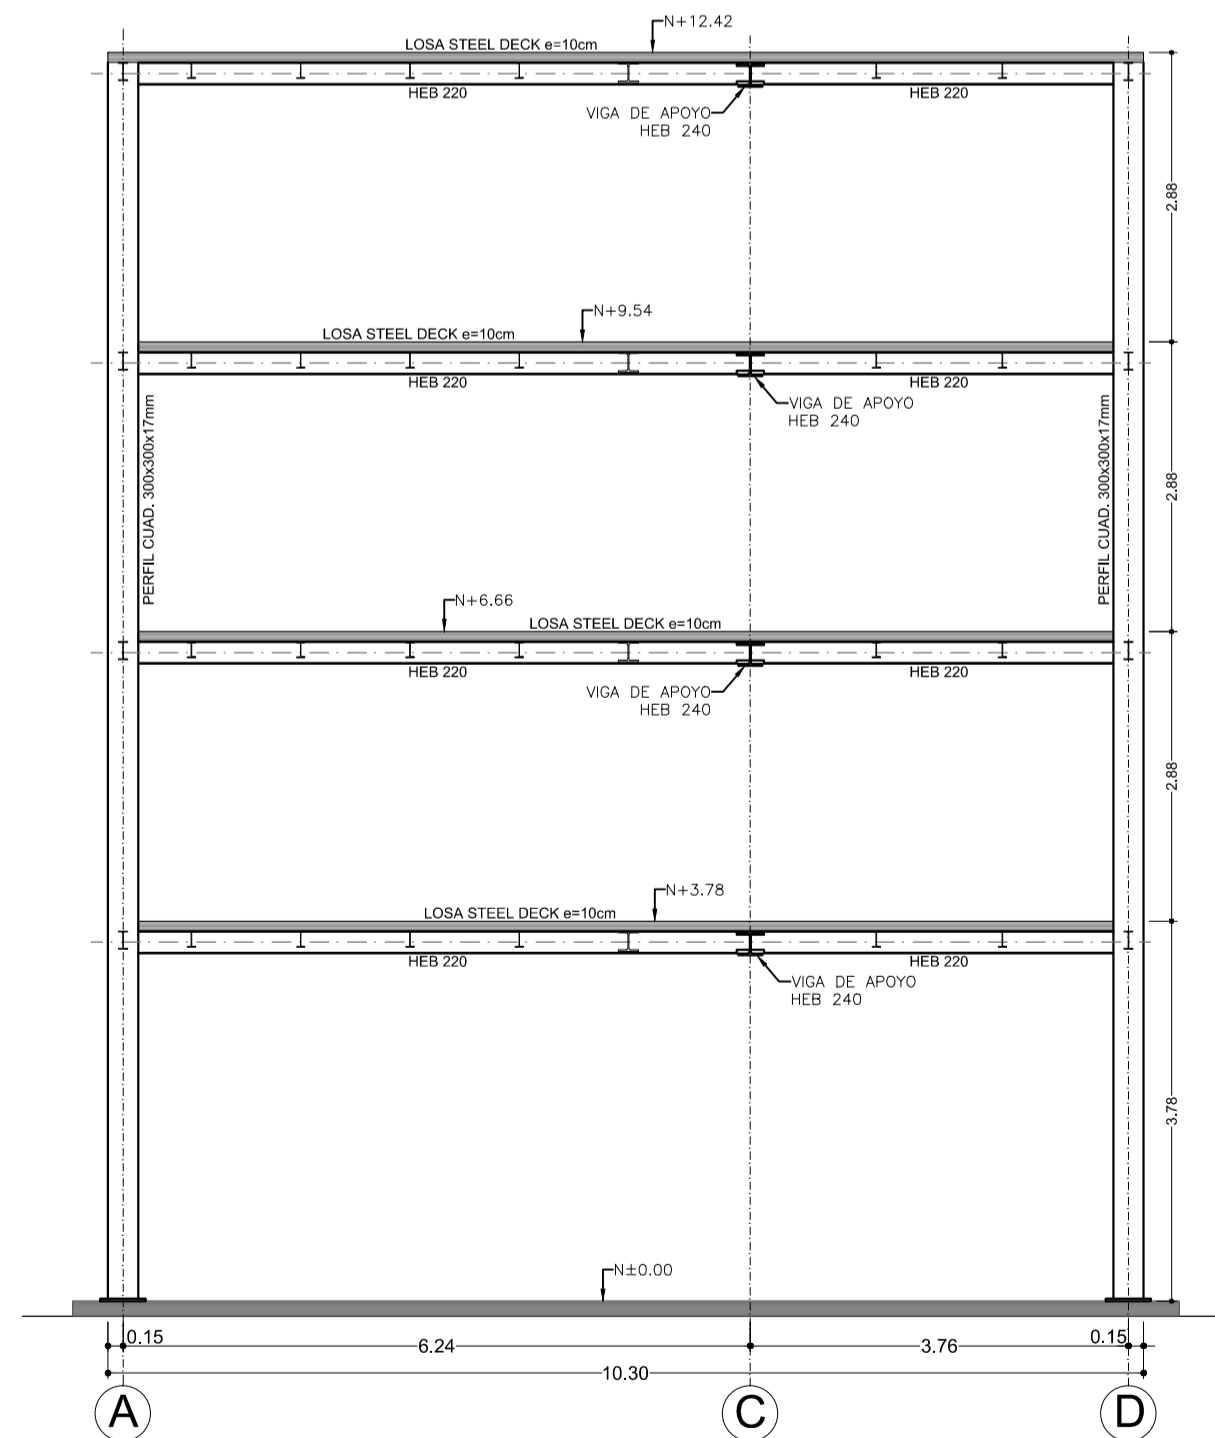 N+12.42
LOSA STEEL DECK e=10cm
HEB 220
HEB 220
VIGA DE APOYO
HEB 240
2.88
N+9.54
LOSA STEEL DECK e=10cm
HEB 220
HEB 220
VIGA DE APOYO
HEB 240
PERFIL CUAD. 300x300x17mm
PERFIL CUAD. 300x300x17mm
2.88
N+6.66
LOSA STEEL DECK e=10cm
HEB 220
HEB 220
VIGA DE APOYO
HEB 240
2.88
N+3.78
LOSA STEEL DECK e=10cm
HEB 220
HEB 220
VIGA DE APOYO
HEB 240
3.78
N±0.00
0.15
6.24
3.76
0.15
10.30
A
C
D